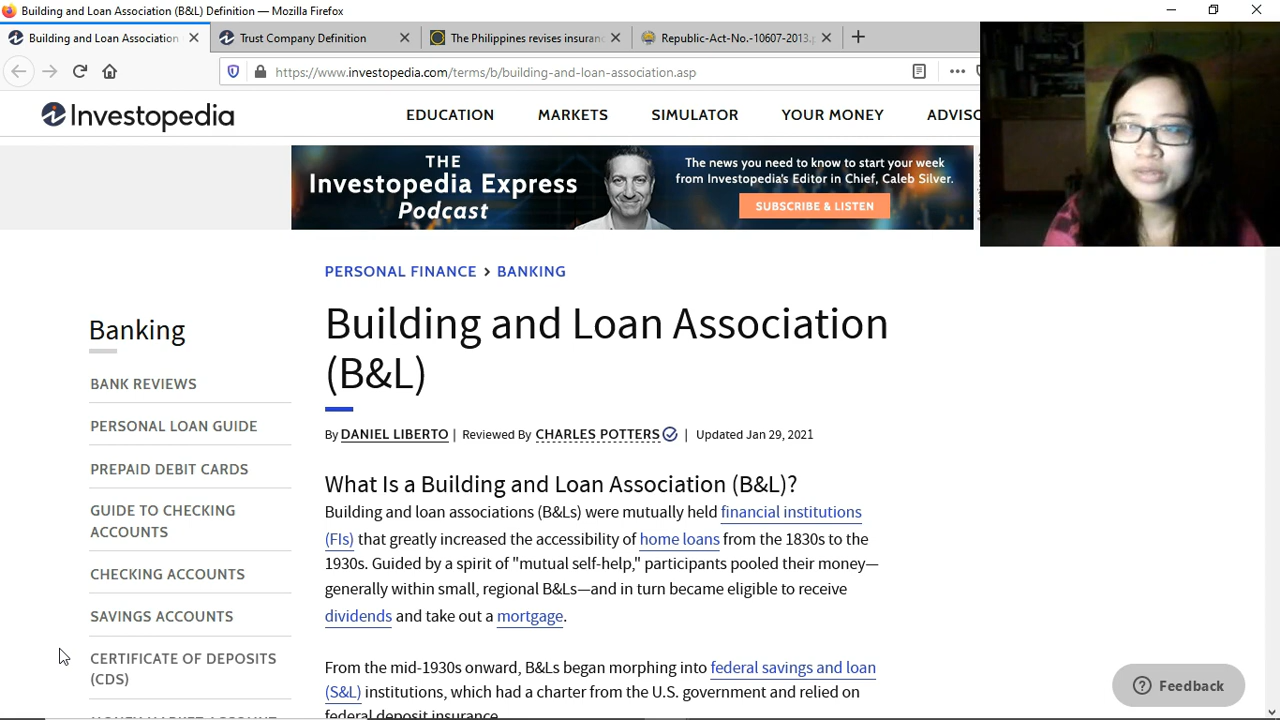 Building and Loan Association (B&L) Definition — Mozilla Firefox
Building and Loan Association
Trust Company Definition
The Philippines revises insuran
Republic-Act-No.-10607-2013.p
https://www.investopedia.com/terms/b/building-and-loan-association.asp
Investopedia
EDUCATION
MARKETS
SIMULATOR
YOUR MONEY
ADVISO
THE
Investopedia Express
Podcast
The news you need to know to start your week
from Investopedia's Editor in Chief, Caleb Silver.
SUBSCRIBE & LISTEN
PERSONAL FINANCE > BANKING
Building and Loan Association
(B&L)
By DANIEL LIBERTO | Reviewed By CHARLES POTTERS | Updated Jan 29, 2021
Banking
BANK REVIEWS
PERSONAL LOAN GUIDE
PREPAID DEBIT CARDS
GUIDE TO CHECKING
ACCOUNTS
CHECKING ACCOUNTS
SAVINGS ACCOUNTS
CERTIFICATE OF DEPOSITS
(CDS)
MONEY MARKET ACCOUNT
What Is a Building and Loan Association (B&L)?
Building and loan associations (B&Ls) were mutually held financial institutions
(FIs) that greatly increased the accessibility of home loans from the 1830s to the
1930s. Guided by a spirit of "mutual self-help," participants pooled their money—
generally within small, regional B&Ls—and in turn became eligible to receive
dividends and take out a mortgage.
From the mid-1930s onward, B&Ls began morphing into federal savings and loan
(S&L) institutions, which had a charter from the U.S. government and relied on
federal deposit insurance.
Feedback